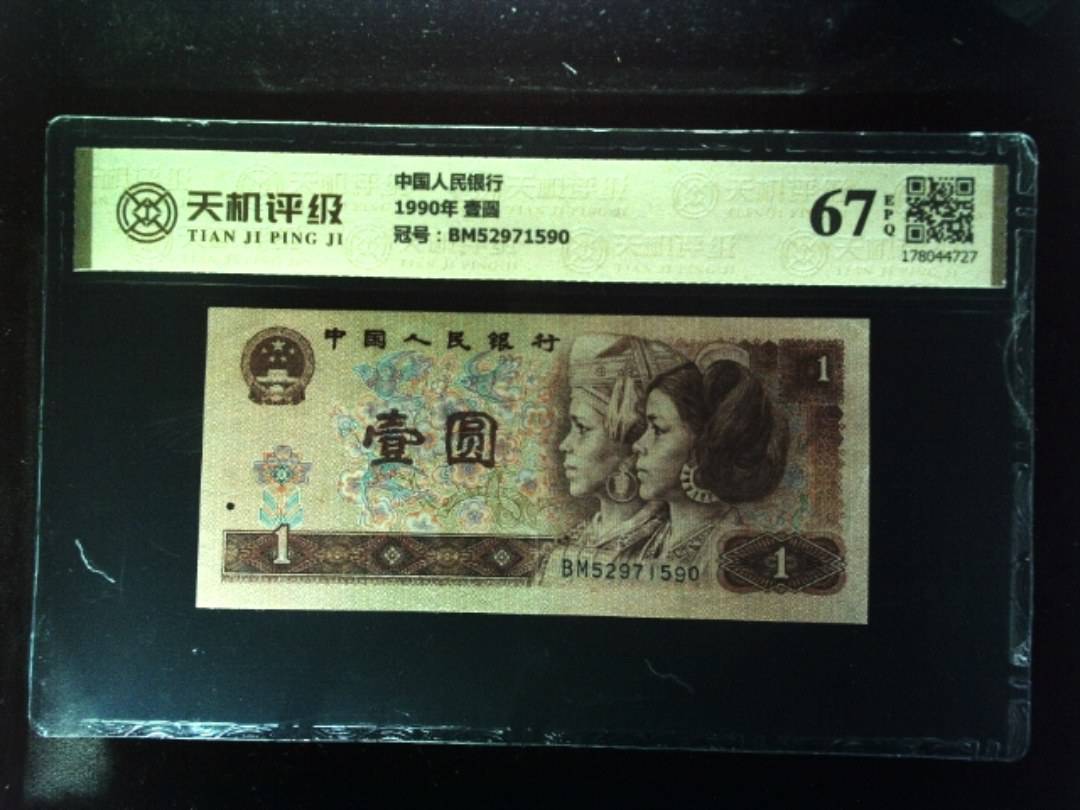 天机评级
TIAN JI PING JI
中国人民银行
1990年 壹圆
冠号：BM52971590
67
EPQ
178044727
中国人民银行
1
壹圆
1
BM52971590
1